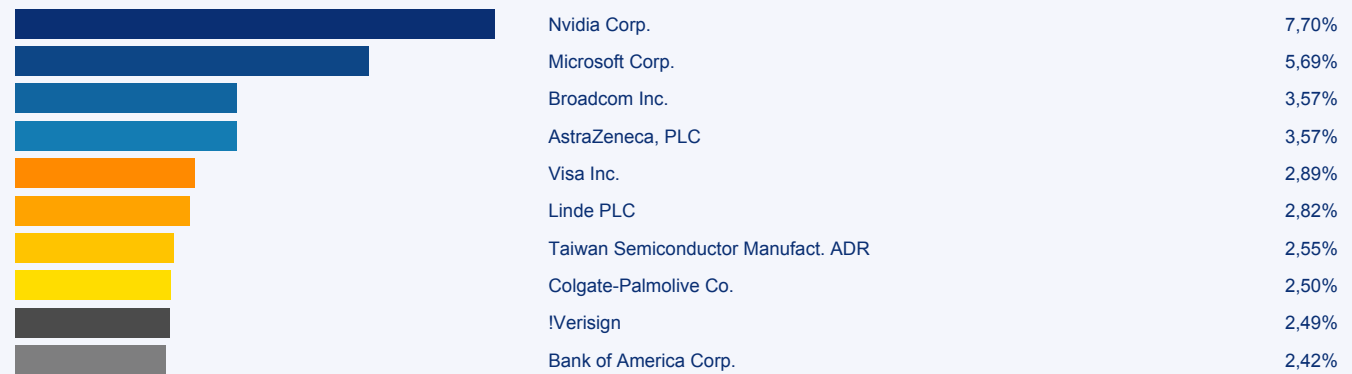 Nvidia Corp. 7,70%
Microsoft Corp. 5,69%
Broadcom Inc. 3,57%
AstraZeneca, PLC 3,57%
Visa Inc. 2,89%
Linde PLC 2,82%
Taiwan Semiconductor Manufact. ADR 2,55%
Colgate-Palmolive Co. 2,50%
!Verisign 2,49%
Bank of America Corp. 2,42%